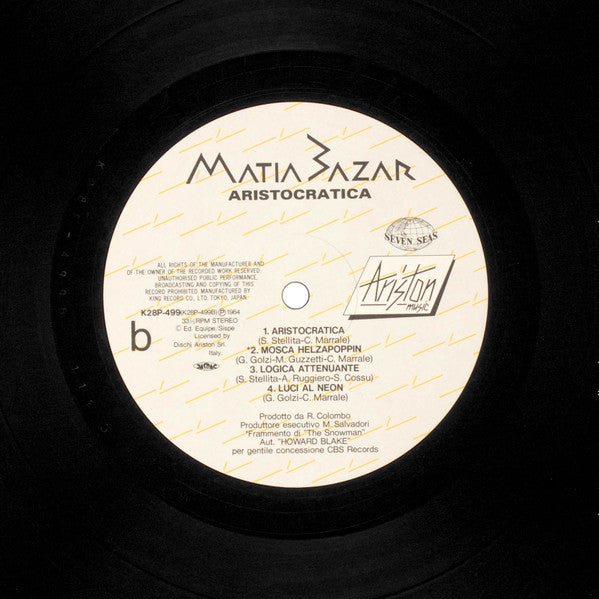 MATIA BAZAR
ARISTOCRATICA
SEVEN SEAS
Ariston
music
ALL RIGHTS OF THE MANUFACTURER AND
OF THE OWNER OF THE RECORDED WORK RESERVED
UNAUTHORISED PUBLIC PERFORMANCE,
BROADCASTING AND COPYING OF THIS
RECORD PROHIBITED. MANUFACTURED BY
KING RECORD CO., LTD. TOKYO, JAPAN.
K28P-499(K28P-499B) Ⓟ1984
33⅓RPM STEREO
© Ed. Equipe/Sispe
Licensed by
Dischi Ariston Srl.
Italy.
b
1. ARISTOCRATICA
(S. Stellita-C. Marrale)
*2. MOSCA HELZAPOPPIN
(G. Golzi-M. Guzzetti-C. Marrale)
3. LOGICA ATTENUANTE
(S. Stellita-A. Ruggiero-S. Cossu)
4. LUCI AL NEON
(G. Golzi-C. Marrale)
Prodotto da R. Colombo
Produttore esecutivo M. Salvadori
*Frammento di "The Snowman"
Aut. "HOWARD BLAKE"
per gentile concessione CBS Records